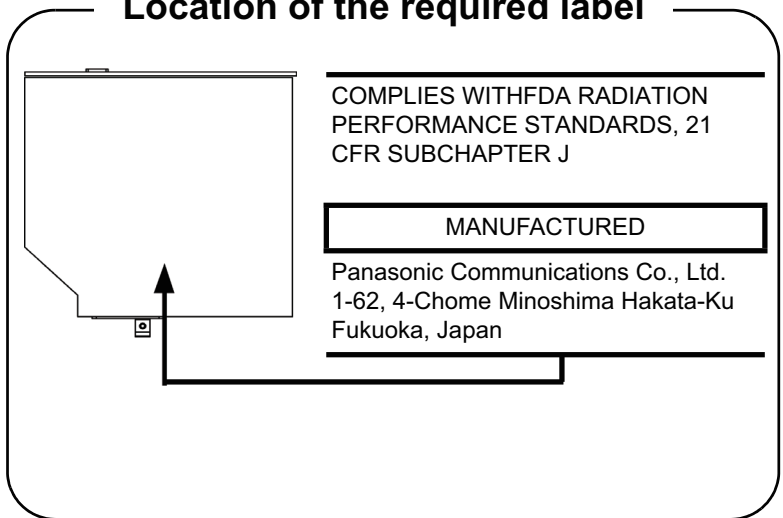 Location of the required label
COMPLIES WITHFDA RADIATION
PERFORMANCE STANDARDS, 21
CFR SUBCHAPTER J
MANUFACTURED
Panasonic Communications Co., Ltd.
1-62, 4-Chome Minoshima Hakata-Ku
Fukuoka, Japan